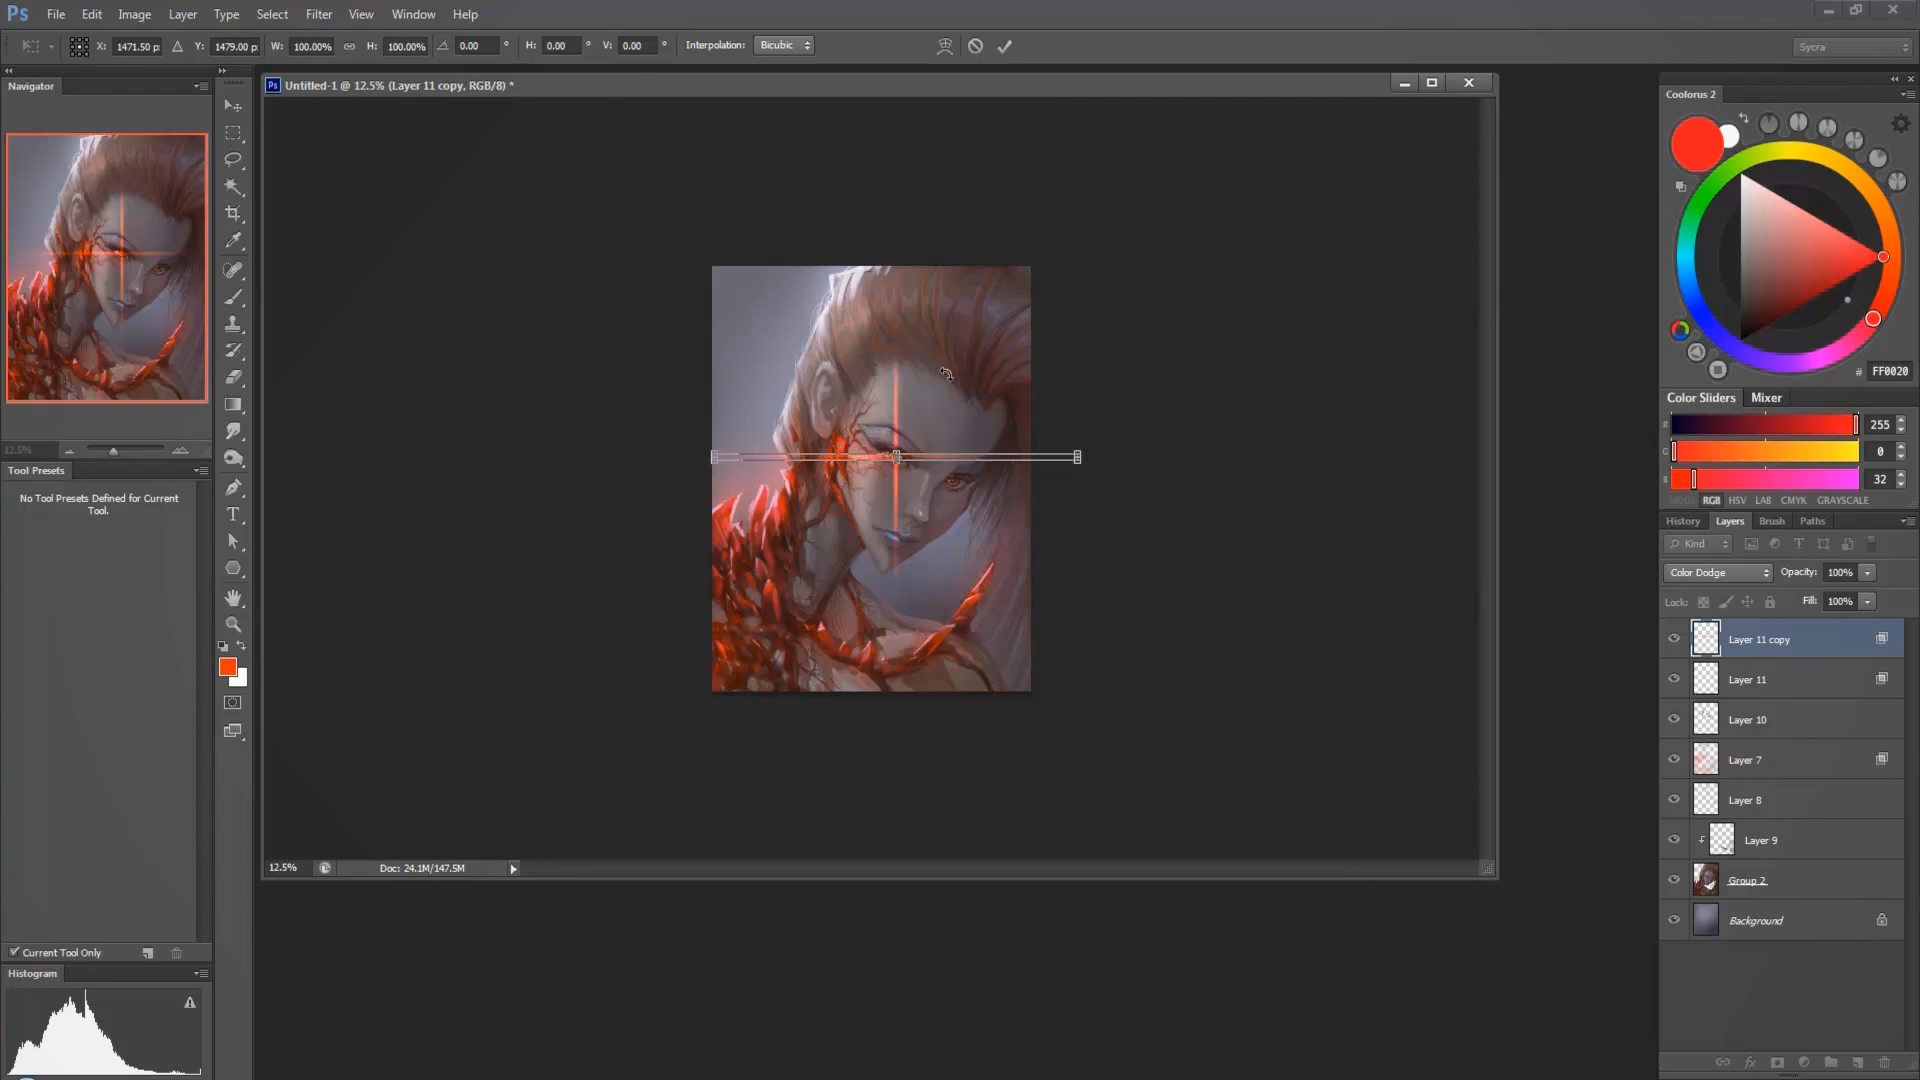 Ps File Edit Image Layer Type Select Filter View Window Help
X: 1471.50 p: Y: 1479.00 p: W: 100.00% H: 100.00% 0.00 ° H: 0.00 ° V: 0.00 ° Interpolation: Bicubic Sycra
Navigator
12.5%
Tool Presets
No Tool Presets Defined for Current
Tool.
Current Tool Only
Histogram
Ps Untitled-1 @ 12.5% (Layer 11 copy, RGB/8) *
12.5% Doc: 24.1M/147.5M
Coolorus 2
# FF0020
Color Sliders Mixer
R 255
G 0
B 32
RGB HSV LAB CMYK GRAYSCALE
History Layers Brush Paths
Kind
Color Dodge Opacity: 100%
Lock: Fill: 100%
Layer 11 copy
Layer 11
Layer 10
Layer 7
Layer 8
Layer 9
Group 2
Background